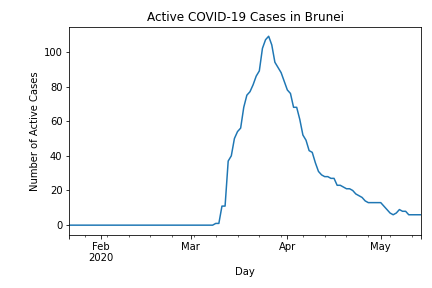 Active COVID-19 Cases in Brunei
Number of Active Cases
100
80
60
40
20
0
Feb Mar Apr May
2020
Day